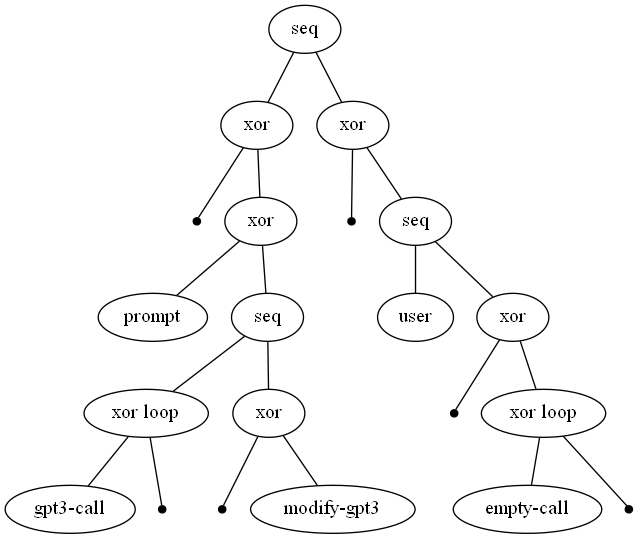 seq
xor
xor
xor
seq
prompt
seq
user
xor
xor loop
xor
xor loop
gpt3-call
modify-gpt3
empty-call